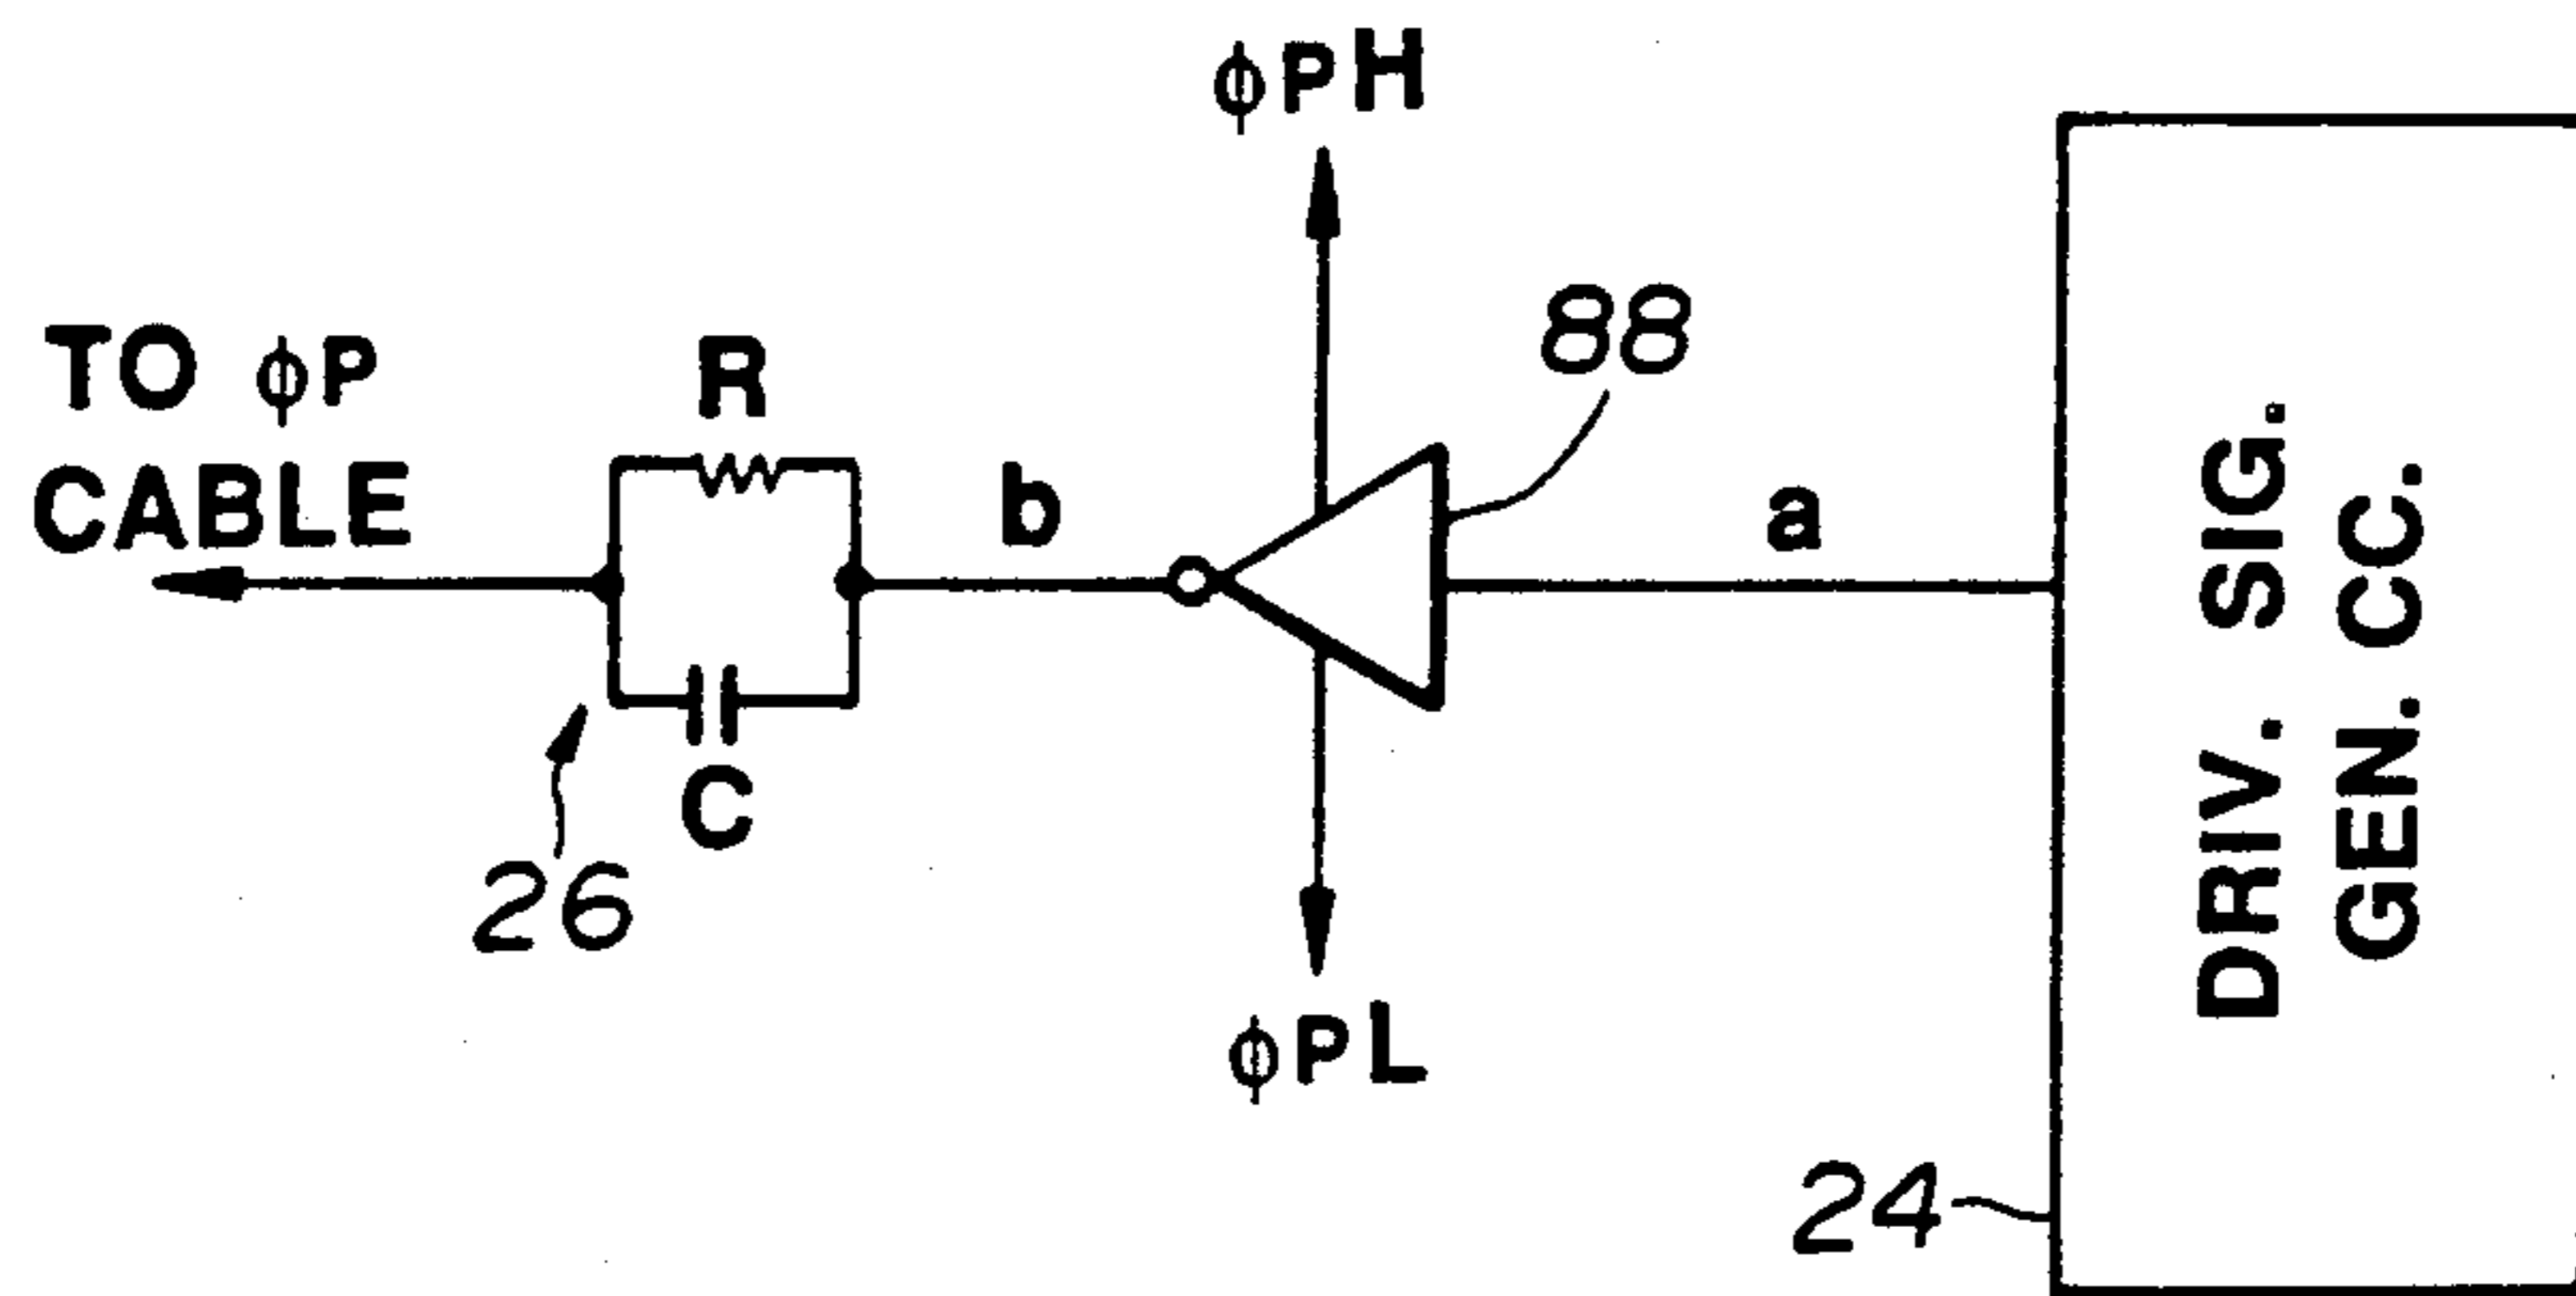 φPH
88
TO φP
CABLE
R
b
a
C
26
φPL
DRIV. SIG.
GEN. CC.
24